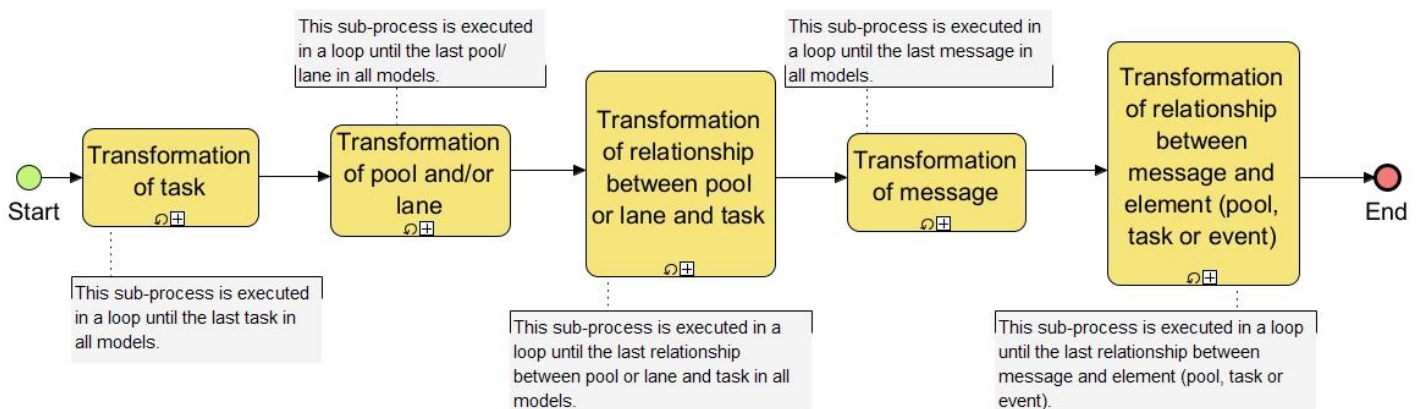 This sub-process is executed
in a loop until the last pool/
lane in all models.
This sub-process is executed in
a loop until the last message in
all models.
Start
Transformation
of task
Transformation
of pool and/or
lane
Transformation
of relationship
between pool
or lane and task
Transformation
of message
Transformation
of relationship
between
message and
element (pool,
task or event)
End
This sub-process is executed
in a loop until the last task in
all models.
This sub-process is executed in a
loop until the last relationship
between pool or lane and task in all
models.
This sub-process is executed in a loop
until the last relationship between
message and element (pool, task or
event).